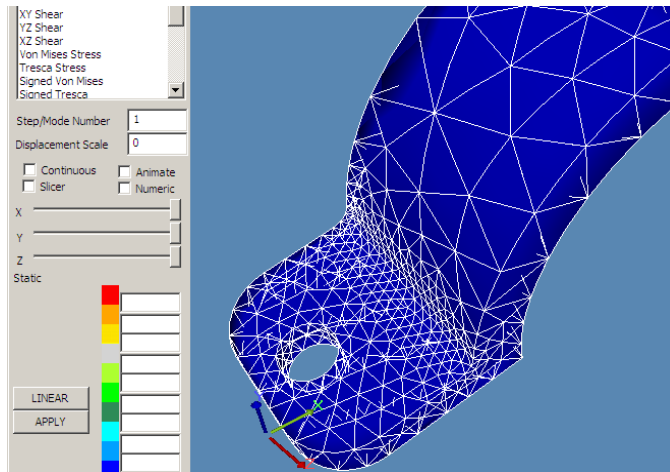 XY Shear
YZ Shear
XZ Shear
Von Mises Stress
Tresca Stress
Signed Von Mises
Signed Tresca
Step/Mode Number 1
Displacement Scale 0
Continuous Animate
Slicer Numeric
X
Y
Z
Static
LINEAR
APPLY